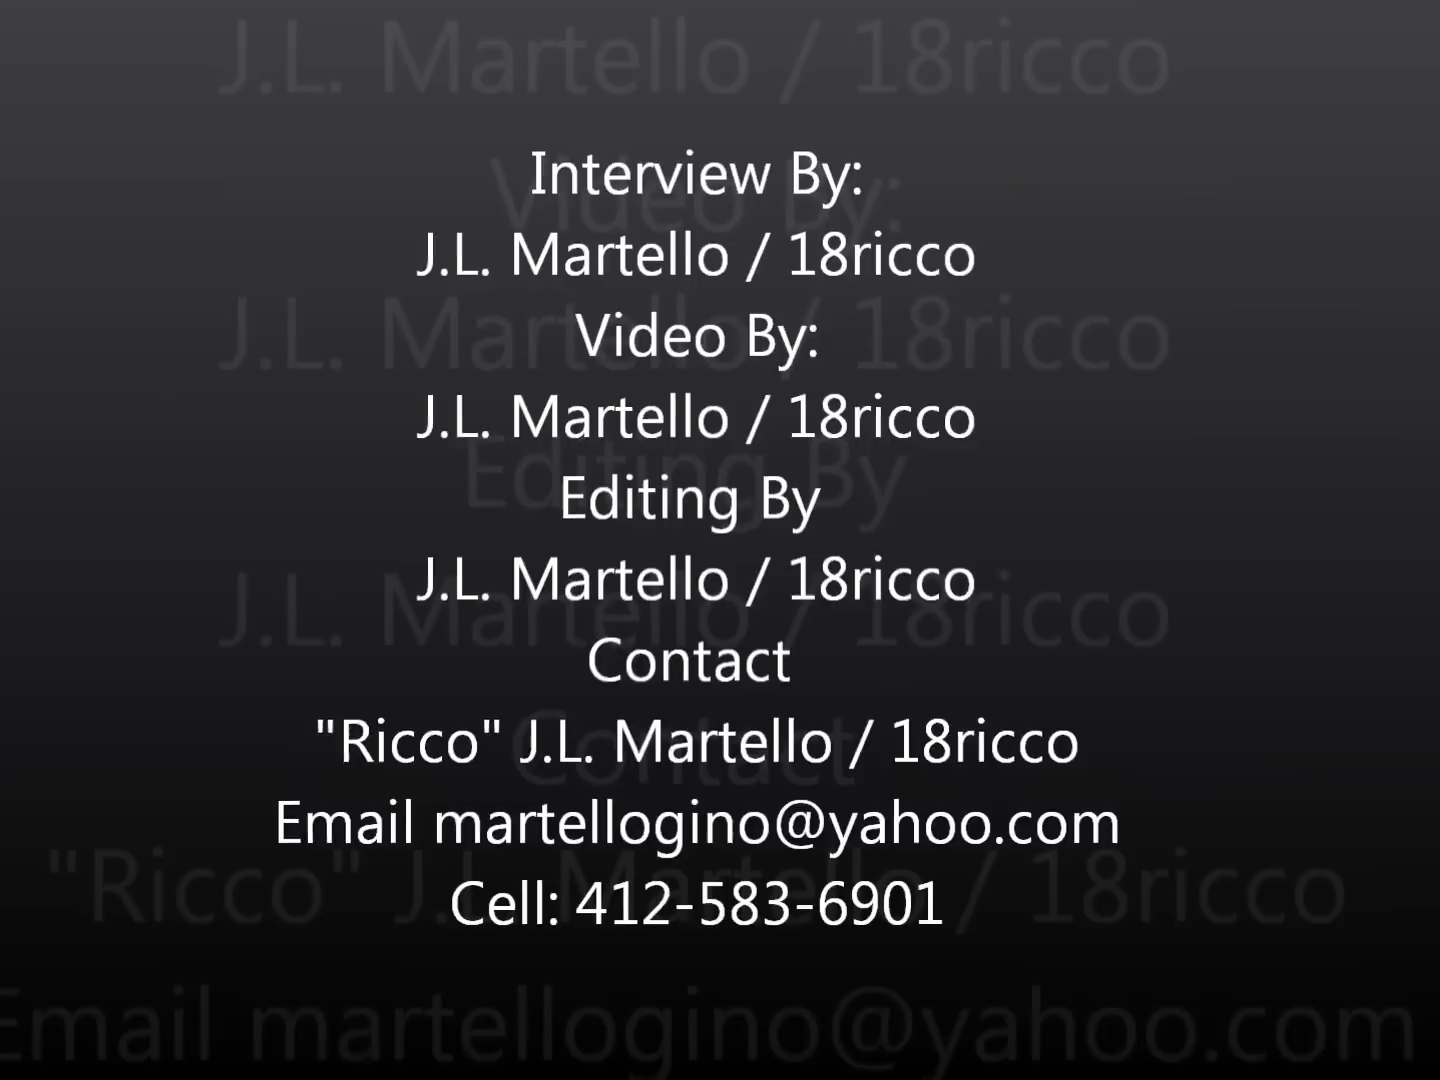 Interview By:
J.L. Martello / 18ricco
Video By:
J.L. Martello / 18ricco
Editing By
J.L. Martello / 18ricco
Contact
"Ricco" J.L. Martello / 18ricco
Email martellogino@yahoo.com
Cell: 412-583-6901